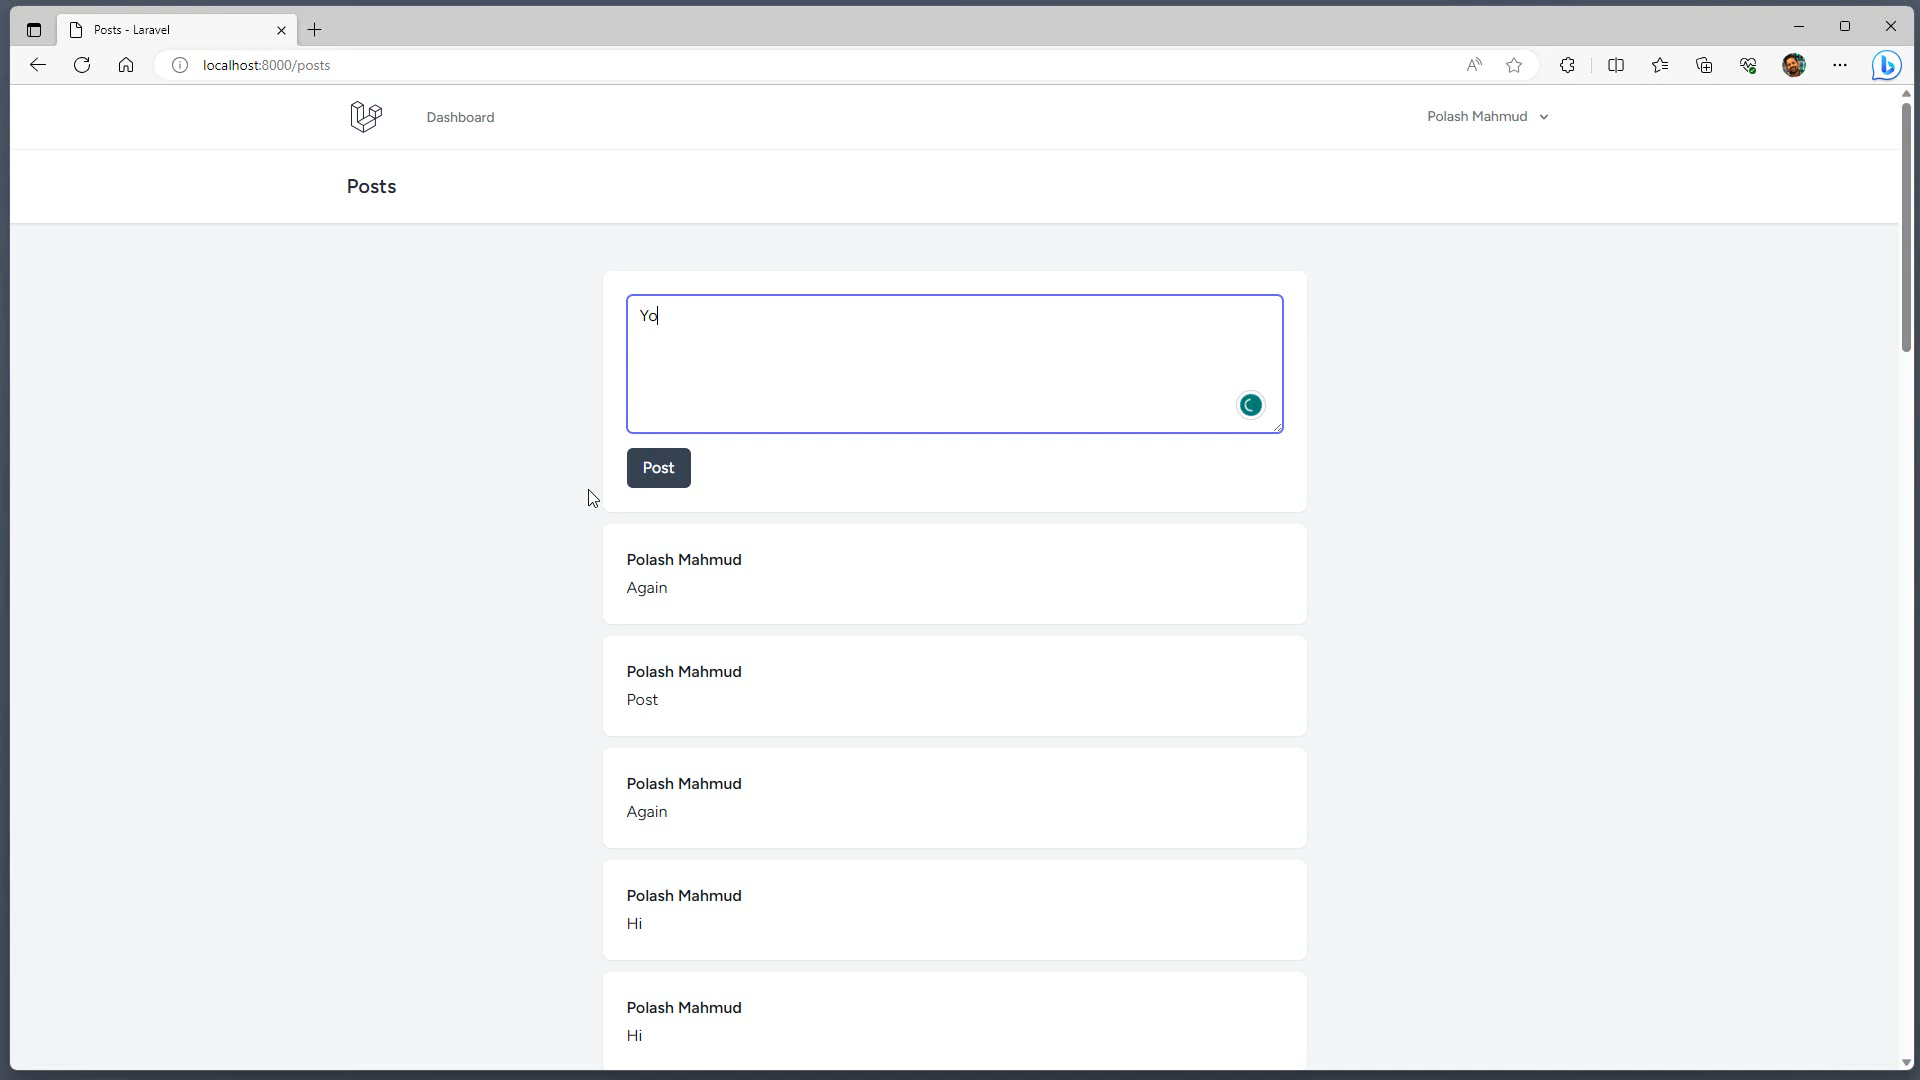 Posts - Laravel
localhost:8000/posts
Dashboard
Polash Mahmud
Posts
Yo
Post
Polash Mahmud
Again
Polash Mahmud
Post
Polash Mahmud
Again
Polash Mahmud
Hi
Polash Mahmud
Hi